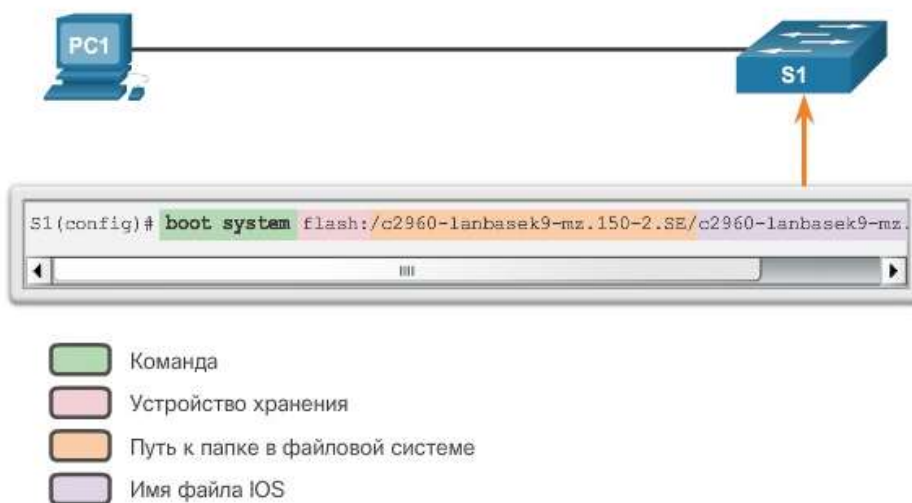 PC1
S1
S1(config)# boot system flash:/c2960-lanbasek9-mz.150-2.SE/c2960-lanbasek9-mz.
Команда
Устройство хранения
Путь к папке в файловой системе
Имя файла IOS